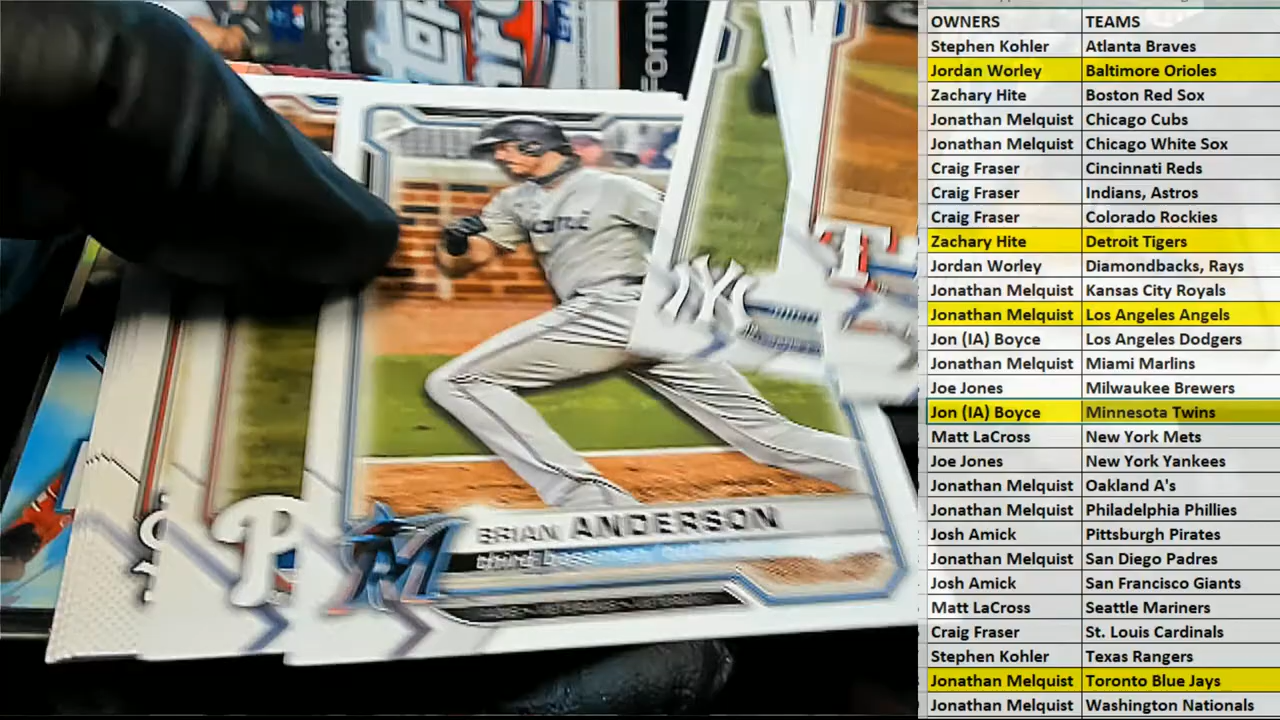 BRIAN ANDERSON
NY
P
M
OWNERS TEAMS
Stephen Kohler Atlanta Braves
Jordan Worley Baltimore Orioles
Zachary Hite Boston Red Sox
Jonathan Melquist Chicago Cubs
Jonathan Melquist Chicago White Sox
Craig Fraser Cincinnati Reds
Craig Fraser Indians, Astros
Craig Fraser Colorado Rockies
Zachary Hite Detroit Tigers
Jordan Worley Diamondbacks, Rays
Jonathan Melquist Kansas City Royals
Jonathan Melquist Los Angeles Angels
Jon (IA) Boyce Los Angeles Dodgers
Jonathan Melquist Miami Marlins
Joe Jones Milwaukee Brewers
Jon (IA) Boyce Minnesota Twins
Matt LaCross New York Mets
Joe Jones New York Yankees
Jonathan Melquist Oakland A's
Jonathan Melquist Philadelphia Phillies
Josh Amick Pittsburgh Pirates
Jonathan Melquist San Diego Padres
Josh Amick San Francisco Giants
Matt LaCross Seattle Mariners
Craig Fraser St. Louis Cardinals
Stephen Kohler Texas Rangers
Jonathan Melquist Toronto Blue Jays
Jonathan Melquist Washington Nationals